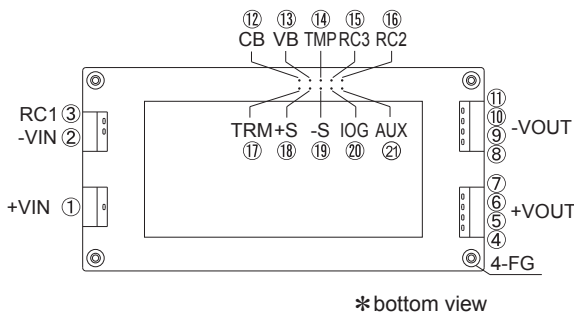 ⑫ ⑬ ⑭ ⑮ ⑯
CB VB TMP RC3 RC2
RC1 ③
-VIN ②
+VIN ①
TRM +S -S IOG AUX
⑰ ⑱ ⑲ ⑳ ㉑
⑪
⑩
⑨
⑧
-VOUT
⑦
⑥
⑤
④
+VOUT
4-FG
*bottom view